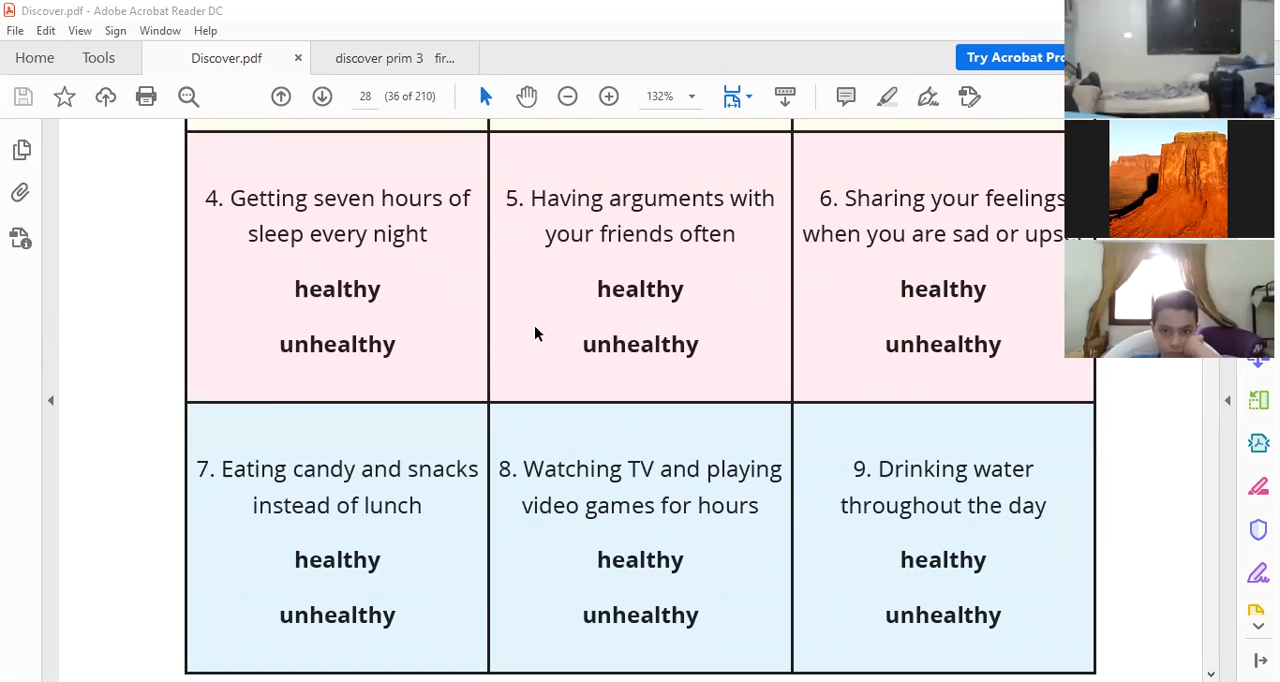 Discover.pdf - Adobe Acrobat Reader DC
File Edit View Sign Window Help
Home Tools Discover.pdf × discover prim 3 fir... Try Acrobat Pro
28 (36 of 210) 132%
4. Getting seven hours of
sleep every night
healthy
unhealthy
5. Having arguments with
your friends often
healthy
unhealthy
6. Sharing your feelings
when you are sad or
healthy
unhealthy
7. Eating candy and snacks
instead of lunch
healthy
unhealthy
8. Watching TV and playing
video games for hours
healthy
unhealthy
9. Drinking water
throughout the day
healthy
unhealthy